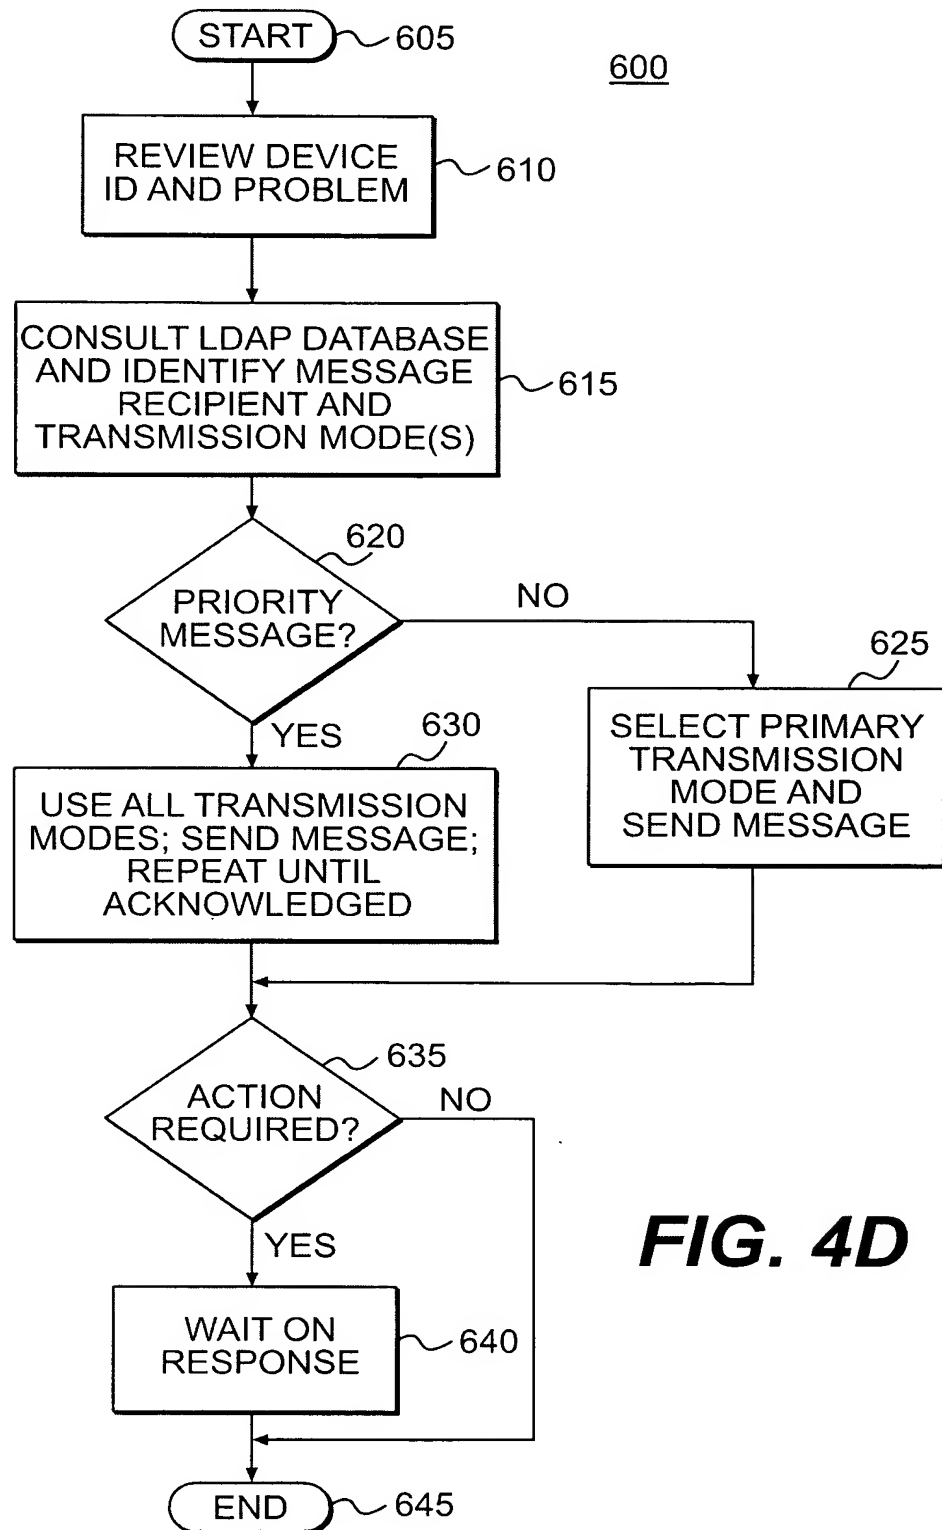 START
605
600
REVIEW DEVICE
ID AND PROBLEM
610
CONSULT LDAP DATABASE
AND IDENTIFY MESSAGE
RECIPIENT AND
TRANSMISSION MODE(S)
615
620
PRIORITY
MESSAGE?
NO
YES
625
SELECT PRIMARY
TRANSMISSION
MODE AND
SEND MESSAGE
630
USE ALL TRANSMISSION
MODES; SEND MESSAGE;
REPEAT UNTIL
ACKNOWLEDGED
635
ACTION
REQUIRED?
NO
YES
WAIT ON
RESPONSE
640
END
645
FIG. 4D